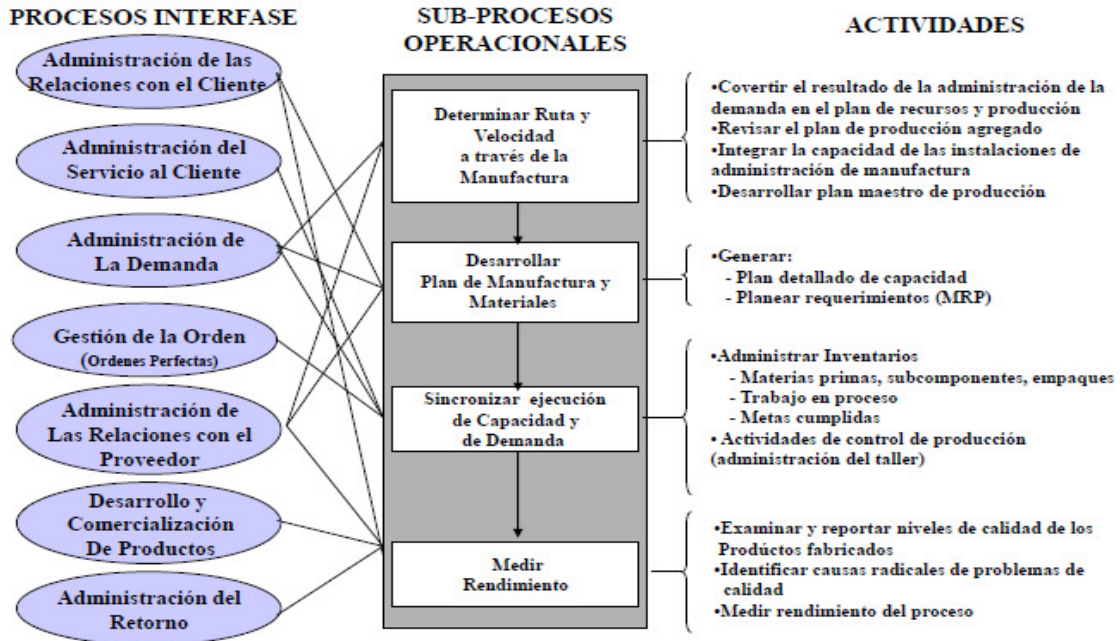 PROCESOS INTERFASE
Administración de las
Relaciones con el Cliente
Administración del
Servicio al Cliente
Administración de
La Demanda
Gestión de la Orden
(Ordenes Perfectas)
Administración de
Las Relaciones con el
Proveedor
Desarrollo y
Comercialización
De Productos
Administración del
Retorno
SUB-PROCESOS
OPERACIONALES
Determinar Ruta y
Velocidad
a través de la
Manufactura
Desarrollar
Plan de Manufactura y
Materiales
Sincronizar ejecución
de Capacidad y
de Demanda
Medir
Rendimiento
ACTIVIDADES
•Covertir el resultado de la administración de la
demanda en el plan de recursos y producción
•Revisar el plan de producción agregado
•Integrar la capacidad de las instalaciones de
administración de manufactura
•Desarrollar plan maestro de producción
•Generar:
- Plan detallado de capacidad
- Planear requerimientos (MRP)
•Administrar Inventarios
- Materias primas, subcomponentes, empaques
- Trabajo en proceso
- Metas cumplidas
• Actividades de control de producción
(administración del taller)
•Examinar y reportar niveles de calidad de los
Prodúctos fabricados
•Identificar causas radicales de problemas de
calidad
•Medir rendimiento del proceso